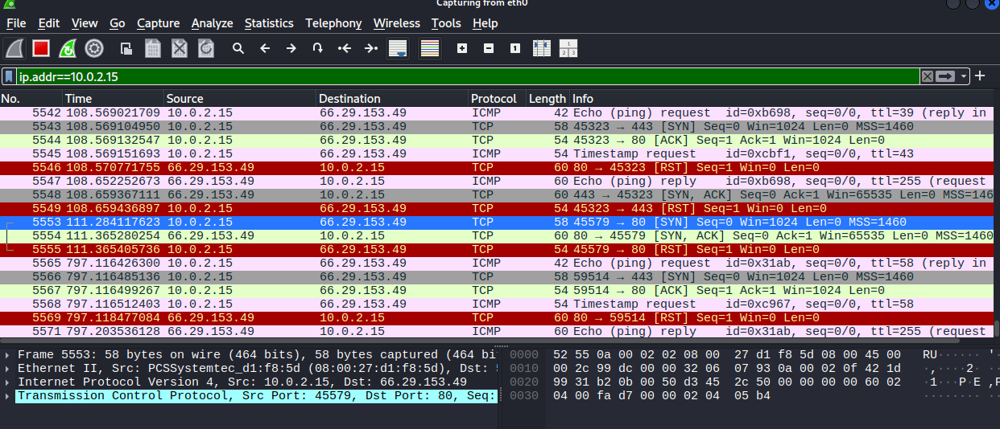 Capturing from eth0
File Edit View Go Capture Analyze Statistics Telephony Wireless Tools Help
ip.addr==10.0.2.15
No. Time Source Destination Protocol Length Info
5542 108.569021709 10.0.2.15 66.29.153.49 ICMP 42 Echo (ping) request id=0xb698, seq=0/0, ttl=39 (reply in
5543 108.569104950 10.0.2.15 66.29.153.49 TCP 58 45323 → 443 [SYN] Seq=0 Win=1024 Len=0 MSS=1460
5544 108.569132547 10.0.2.15 66.29.153.49 TCP 54 45323 → 80 [ACK] Seq=1 Ack=1 Win=1024 Len=0
5545 108.569151693 10.0.2.15 66.29.153.49 ICMP 54 Timestamp request id=0xcbf1, seq=0/0, ttl=43
5546 108.570771755 66.29.153.49 10.0.2.15 TCP 60 80 → 45323 [RST] Seq=1 Win=0 Len=0
5547 108.652252673 66.29.153.49 10.0.2.15 ICMP 60 Echo (ping) reply id=0xb698, seq=0/0, ttl=255 (request
5548 108.659367111 66.29.153.49 10.0.2.15 TCP 60 443 → 45323 [SYN, ACK] Seq=0 Ack=1 Win=65535 Len=0 MSS=146
5549 108.659436897 10.0.2.15 66.29.153.49 TCP 54 45323 → 443 [RST] Seq=1 Win=0 Len=0
5553 111.284117623 10.0.2.15 66.29.153.49 TCP 58 45579 → 80 [SYN] Seq=0 Win=1024 Len=0 MSS=1460
5554 111.365280254 66.29.153.49 10.0.2.15 TCP 60 80 → 45579 [SYN, ACK] Seq=0 Ack=1 Win=65535 Len=0 MSS=1460
5555 111.365405736 10.0.2.15 66.29.153.49 TCP 54 45579 → 80 [RST] Seq=1 Win=0 Len=0
5565 797.116426300 10.0.2.15 66.29.153.49 ICMP 42 Echo (ping) request id=0x31ab, seq=0/0, ttl=58 (reply in
5566 797.116485136 10.0.2.15 66.29.153.49 TCP 58 59514 → 443 [SYN] Seq=0 Win=1024 Len=0 MSS=1460
5567 797.116499267 10.0.2.15 66.29.153.49 TCP 54 59514 → 80 [ACK] Seq=1 Ack=1 Win=1024 Len=0
5568 797.116512403 10.0.2.15 66.29.153.49 ICMP 54 Timestamp request id=0xc967, seq=0/0, ttl=58
5569 797.118477084 66.29.153.49 10.0.2.15 TCP 60 80 → 59514 [RST] Seq=1 Win=0 Len=0
5571 797.203536128 66.29.153.49 10.0.2.15 ICMP 60 Echo (ping) reply id=0x31ab, seq=0/0, ttl=255 (request
Frame 5553: 58 bytes on wire (464 bits), 58 bytes captured (464 bi
Ethernet II, Src: PCSSystemtec_d1:f8:5d (08:00:27:d1:f8:5d), Dst:
Internet Protocol Version 4, Src: 10.0.2.15, Dst: 66.29.153.49
Transmission Control Protocol, Src Port: 45579, Dst Port: 80, Seq:
0000 52 55 0a 00 02 02 08 00 27 d1 f8 5d 08 00 45 00 RU······ '·
0010 00 2c 99 dc 00 00 32 06 07 93 0a 00 02 0f 42 1d ·,····2·
0020 99 31 b2 0b 00 50 d3 45 2c 50 00 00 00 00 60 02 ·1···P·E ,P
0030 04 00 fa d7 00 00 02 04 05 b4 ········ ··